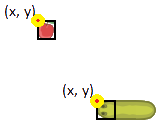 (x, y)
(x, y)